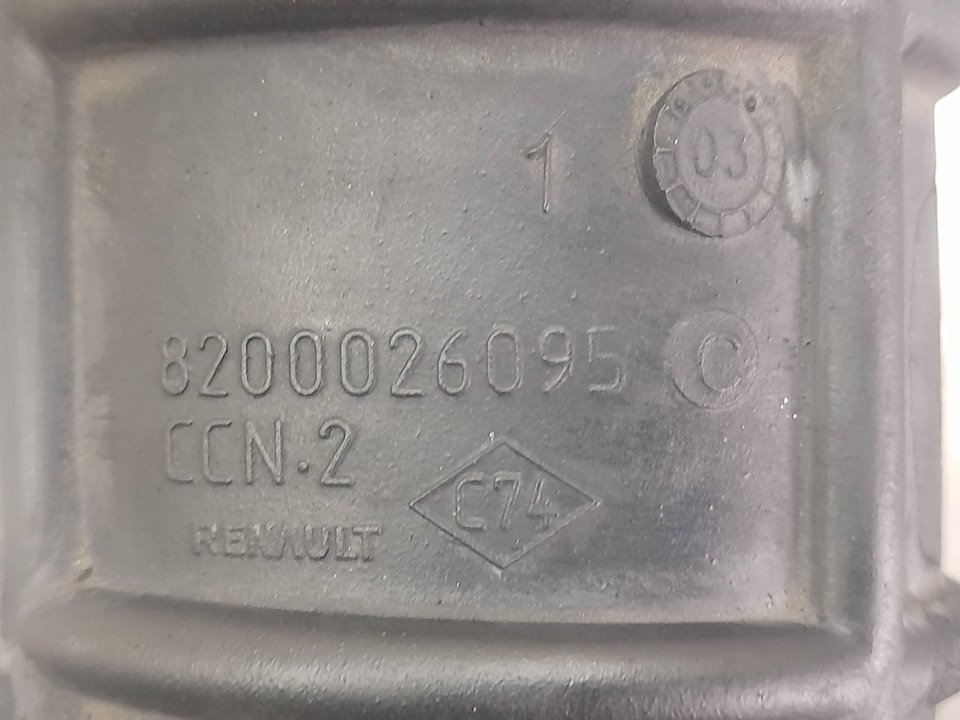 1 03
8200026095 C
CCN.2
C74
RENAULT